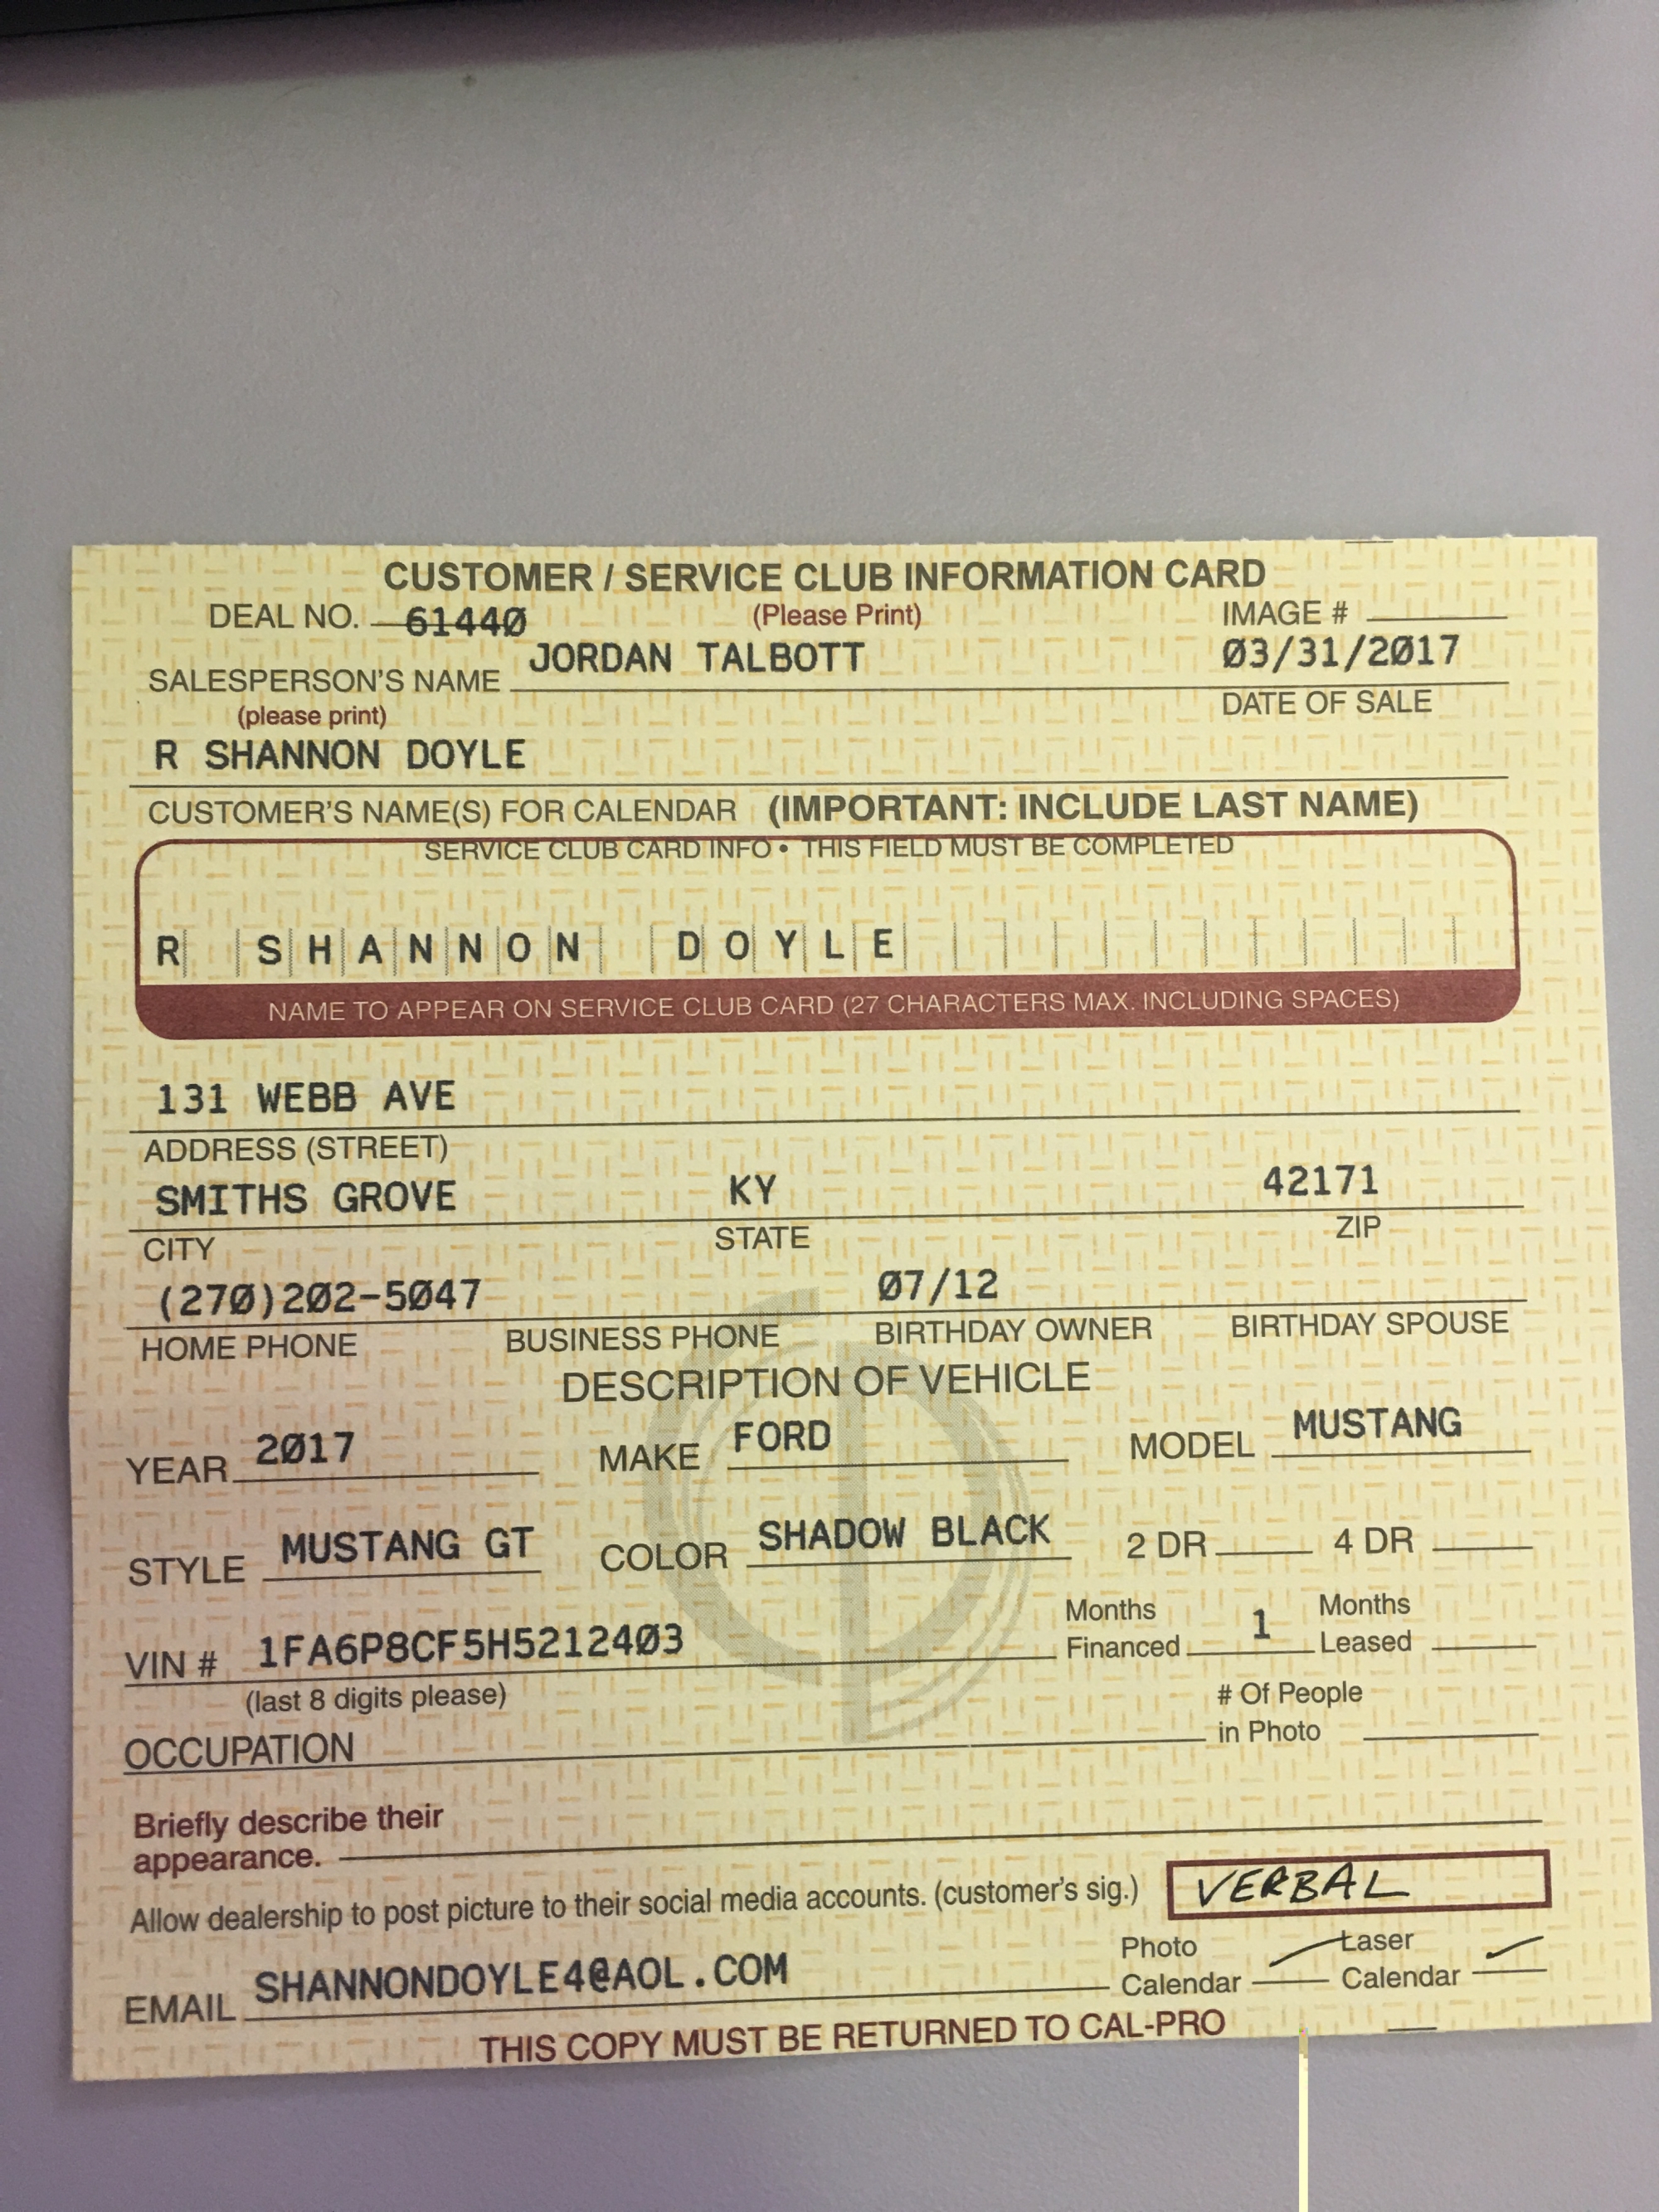 CUSTOMER / SERVICE CLUB INFORMATION CARD
DEAL NO. 61440 (Please Print) IMAGE #
SALESPERSON'S NAME JORDAN TALBOTT 03/31/2017
(please print) DATE OF SALE
R SHANNON DOYLE
CUSTOMER'S NAME(S) FOR CALENDAR (IMPORTANT: INCLUDE LAST NAME)
SERVICE CLUB CARD INFO • THIS FIELD MUST BE COMPLETED
R SHANNON DOYLE
NAME TO APPEAR ON SERVICE CLUB CARD (27 CHARACTERS MAX. INCLUDING SPACES)
131 WEBB AVE
ADDRESS (STREET)
SMITHS GROVE KY 42171
CITY STATE ZIP
(270)202-5047 07/12
HOME PHONE BUSINESS PHONE BIRTHDAY OWNER BIRTHDAY SPOUSE
DESCRIPTION OF VEHICLE
YEAR 2017 MAKE FORD MODEL MUSTANG
STYLE MUSTANG GT COLOR SHADOW BLACK 2 DR 4 DR
VIN # 1FA6P8CF5H5212403 Months Financed 1 Months Leased
(last 8 digits please)
OCCUPATION # Of People in Photo
Briefly describe their
appearance.
Allow dealership to post picture to their social media accounts. (customer's sig.) VERBAL
EMAIL SHANNONDOYLE4@AOL.COM Photo Calendar ✓ Laser Calendar ✓
THIS COPY MUST BE RETURNED TO CAL-PRO